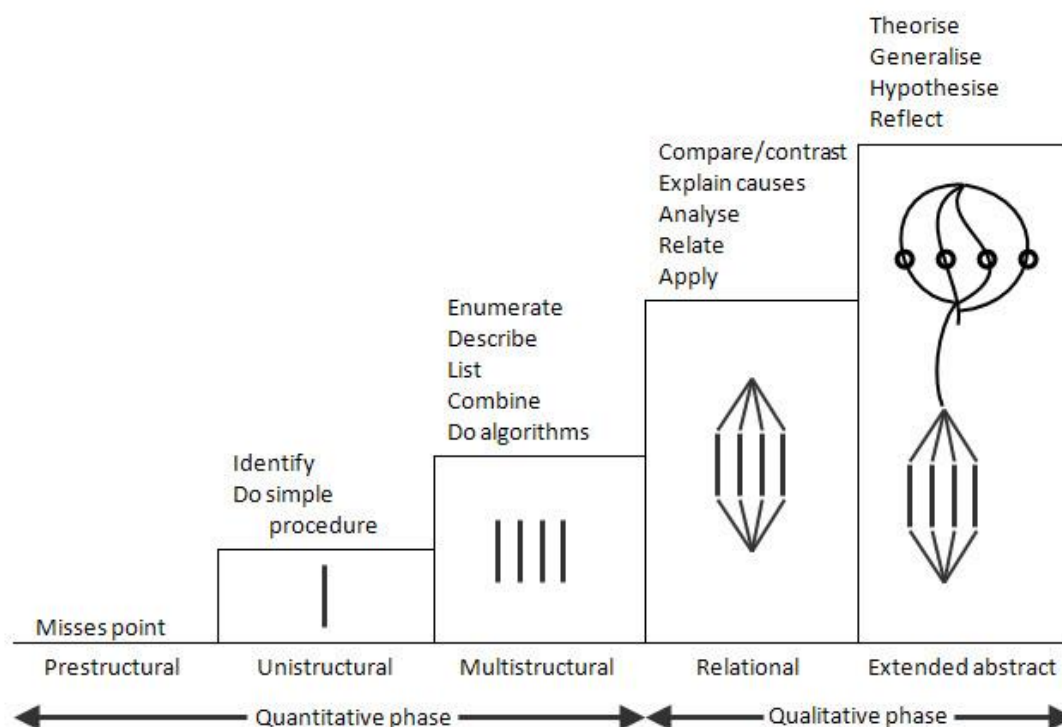 Theorise
Generalise
Hypothesise
Reflect
Compare/contrast
Explain causes
Analyse
Relate
Apply
Enumerate
Describe
List
Combine
Do algorithms
Identify
Do simple
procedure
Misses point
Prestructural
Unistructural
Multistructural
Relational
Extended abstract
Quantitative phase
Qualitative phase